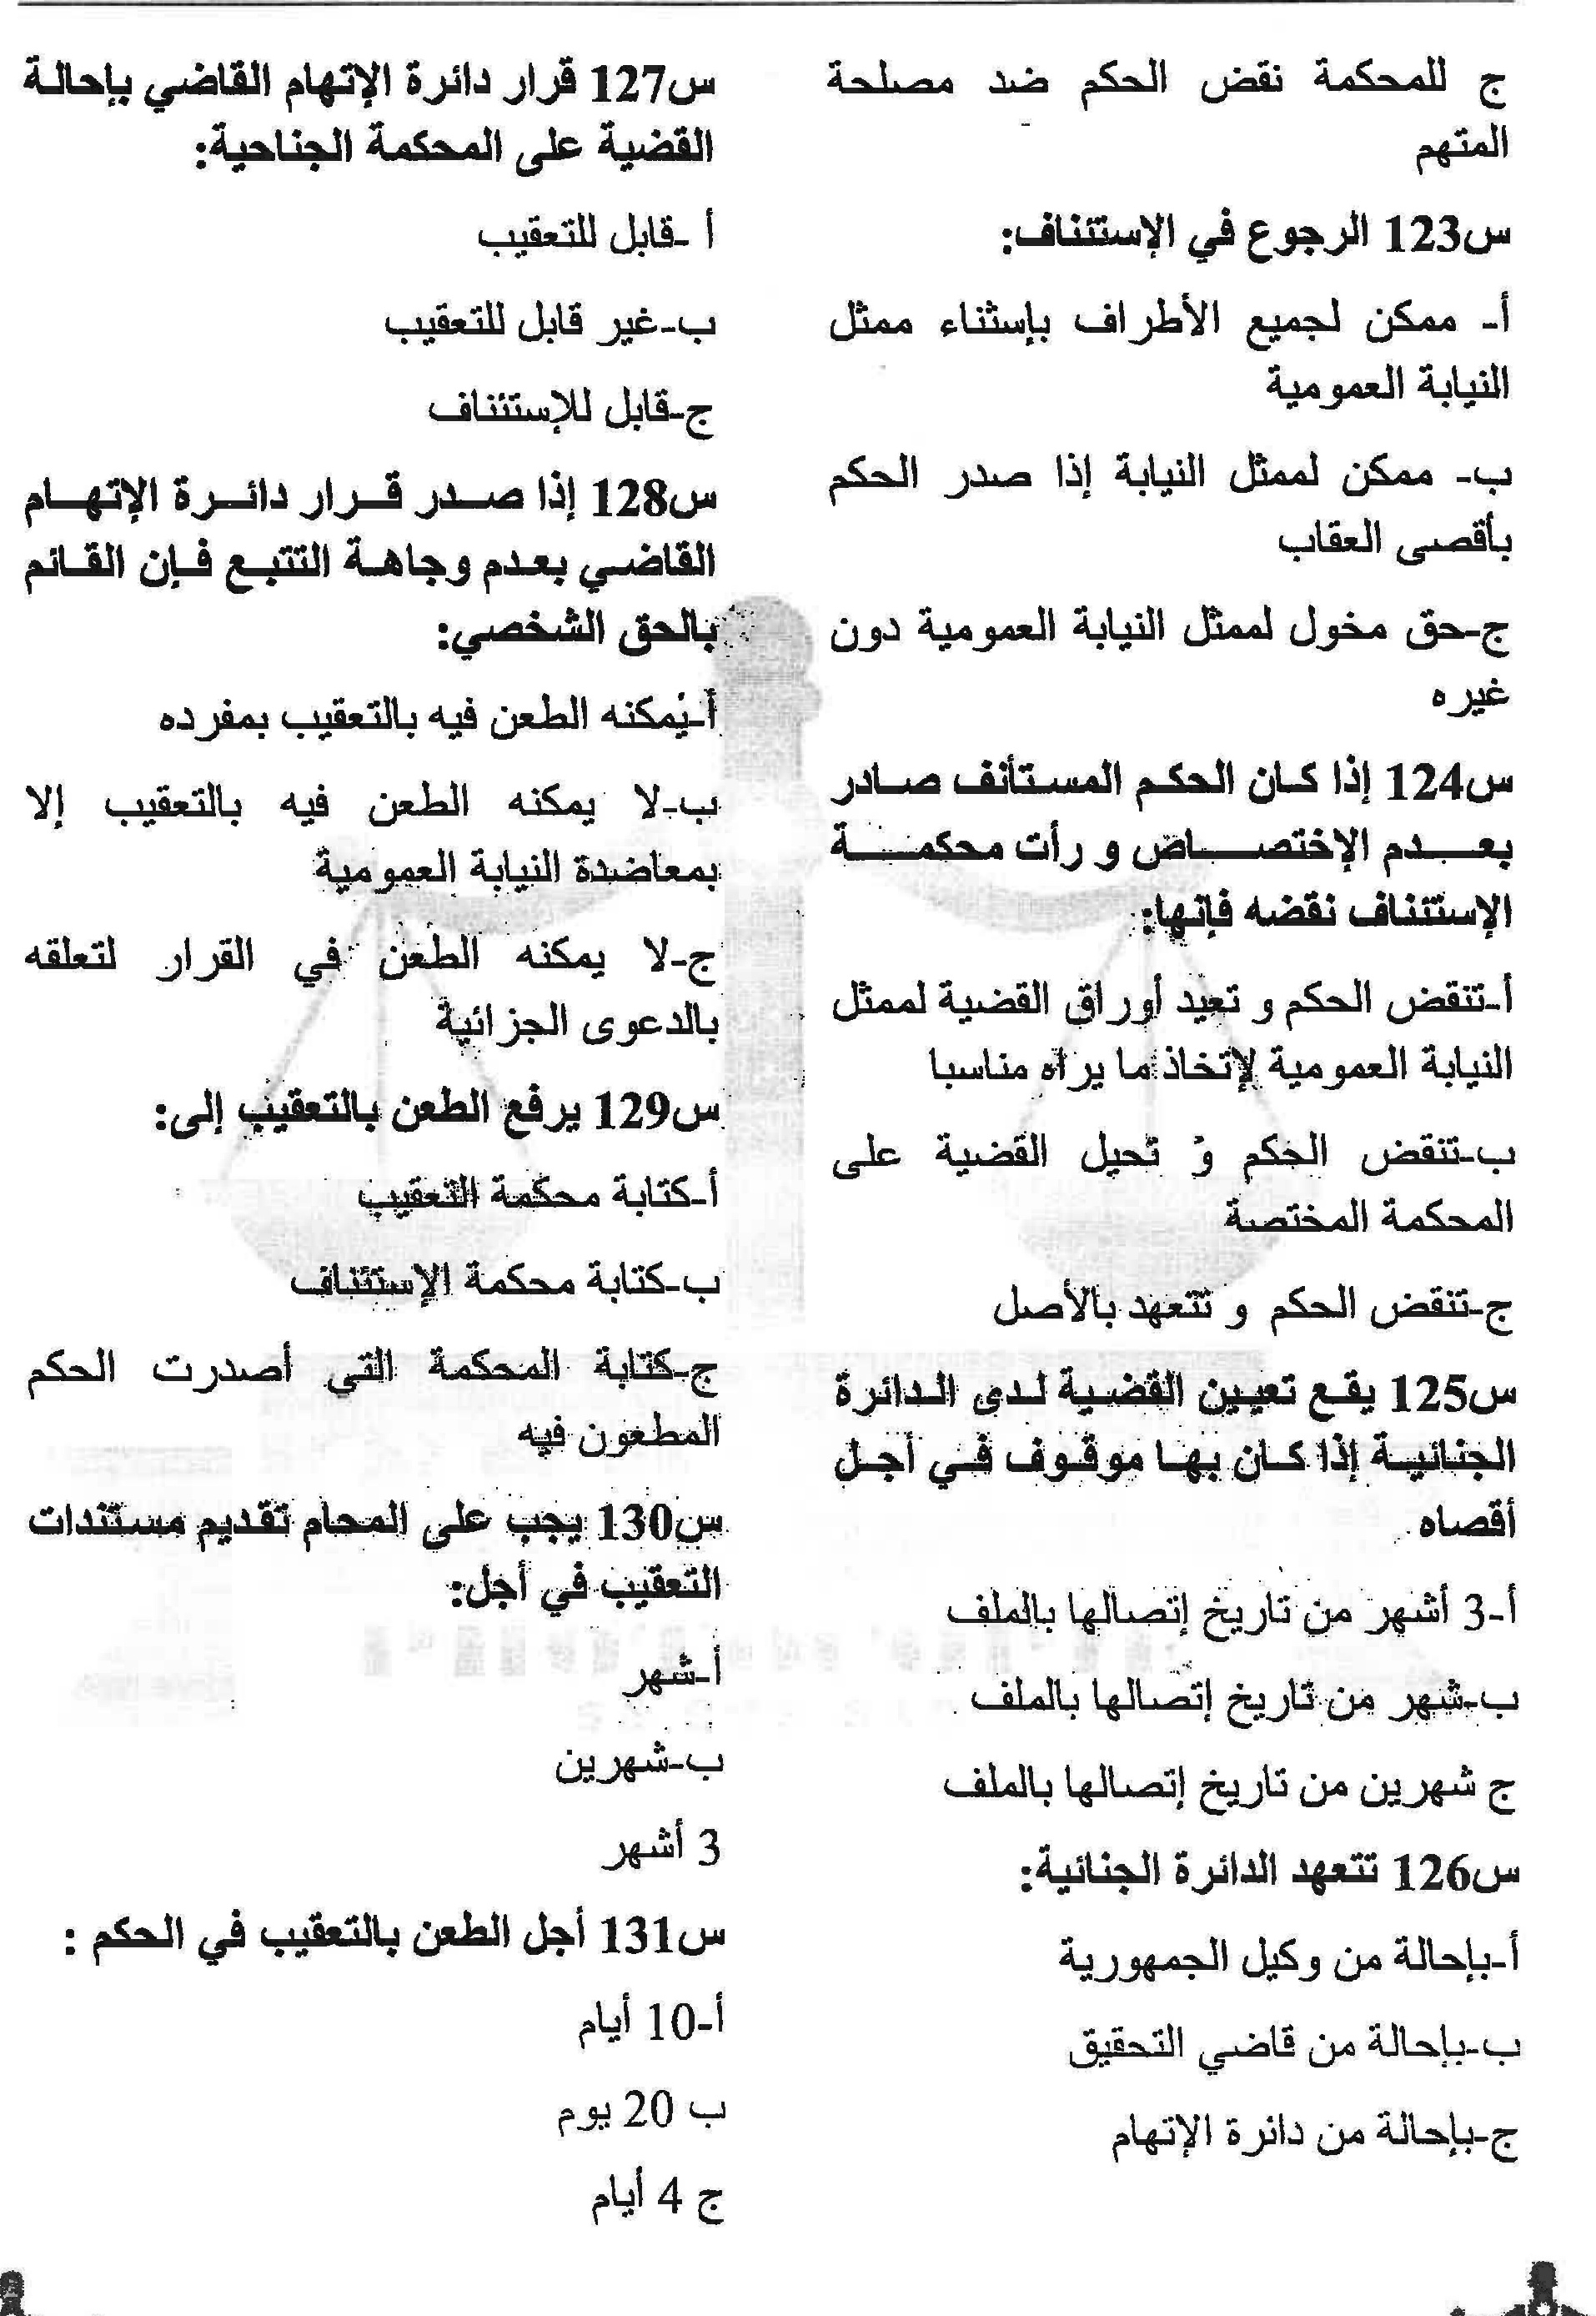 ج للمحكمة نقض الحكم ضد مصلحة
المتهم
س123 الرجوع في الإستئناف:
أ- ممكن لجميع الأطراف بإستثناء ممثل
النيابة العمومية
ب- ممكن لممثل النيابة إذا صدر الحكم
بأقصى العقاب
ج-حق مخول لممثل النيابة العمومية دون
غيره
س124 إذا كان الحكم المستأنف صادر
بعدم الإختصاص و رأت محكمة
الإستئناف نقضه فإنها:
أ-تنقض الحكم و تعيد أوراق القضية لممثل
النيابة العمومية لإتخاذ ما يراه مناسبا
ب-تنقض الحكم و تحيل القضية على
المحكمة المختصة
ج-تنقض الحكم و تتعهد بالأصل
س125 يقع تعيين القضية لدى الدائرة
الجنائية إذا كان بها موقوف في أجل
أقصاه
أ-3 أشهر من تاريخ إتصالها بالملف
ب-شهر من تاريخ إتصالها بالملف
ج شهرين من تاريخ إتصالها بالملف
س126 تتعهد الدائرة الجنائية:
أ-بإحالة من وكيل الجمهورية
ب-بإحالة من قاضي التحقيق
ج-بإحالة من دائرة الإتهام
س127 قرار دائرة الإتهام القاضي بإحالة
القضية على المحكمة الجناحية:
أ -قابل للتعقيب
ب-غير قابل للتعقيب
ج-قابل للإستئناف
س128 إذا صدر قرار دائرة الإتهام
القاضي بعدم وجاهة التتبع فإن القائم
بالحق الشخصي:
أ-يُمكنه الطعن فيه بالتعقيب بمفرده
ب-لا يمكنه الطعن فيه بالتعقيب إلا
بمعاضدة النيابة العمومية
ج-لا يمكنه الطعن في القرار لتعلقه
بالدعوى الجزائية
س129 يرفع الطعن بالتعقيب إلى:
أ-كتابة محكمة التعقيب
ب-كتابة محكمة الإستئناف
ج-كتابة المحكمة التي أصدرت الحكم
المطعون فيه
س130 يجب على المحام تقديم مستندات
التعقيب في أجل:
أ-شهر
ب-شهرين
3 أشهر
س131 أجل الطعن بالتعقيب في الحكم :
أ-10 أيام
ب 20 يوم
ج 4 أيام